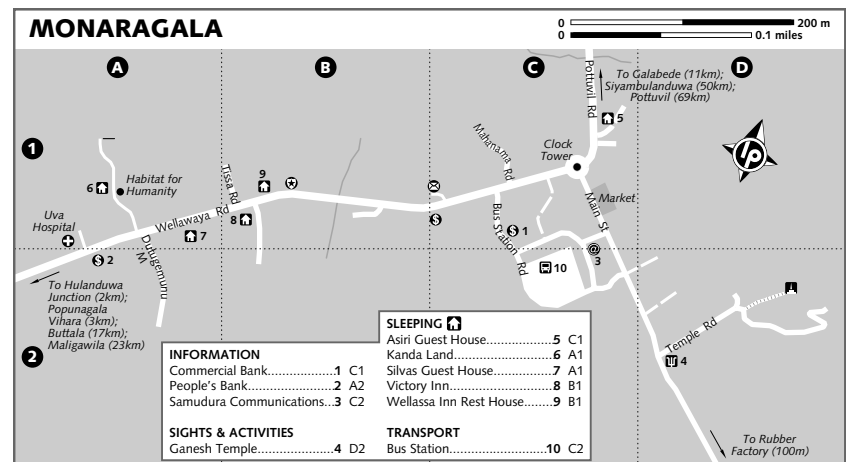 MONARAGALA
0 200 m
0 0.1 miles
A
B
C
D
To Galabede (11km);
Siyambulanduwa (50km);
Pottuvil (69km)
Pottuvil Rd
5
1
Clock
Tower
Mahanama Rd
Market
Main St
Habitat for
Humanity
6
Tissa Rd
9
Uva
Hospital
Wellawaya Rd
8
7
$
$ 1
Bus Station Rd
@
3
$ 2
Dutugemunu M
10
To Hulanduwa
Junction (2km);
Popunagala
Vihara (3km);
Buttala (17km);
Maligawila (23km)
2
Temple Rd
4
To Rubber
Factory (100m)
INFORMATION
Commercial Bank....................1 C1
People's Bank.........................2 A2
Samudura Communications...3 C2
SIGHTS & ACTIVITIES
Ganesh Temple.......................4 D2
SLEEPING
Asiri Guest House.....................5 C1
Kanda Land..............................6 A1
Silvas Guest House...................7 A1
Victory Inn...............................8 B1
Wellassa Inn Rest House........9 B1
TRANSPORT
Bus Station............................10 C2
lp